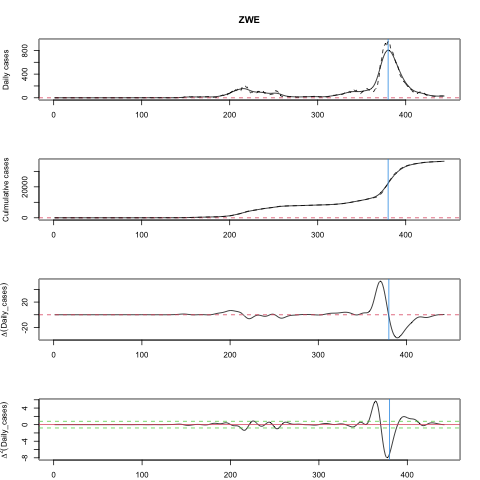 ZWE
Daily cases
800
400
0
0 100 200 300 400
Culmulative cases
20000
0
0 100 200 300 400
Δ(Daily_cases)
20
-20
0 100 200 300 400
Δ²(Daily_cases)
4
0
-4
-8
0 100 200 300 400